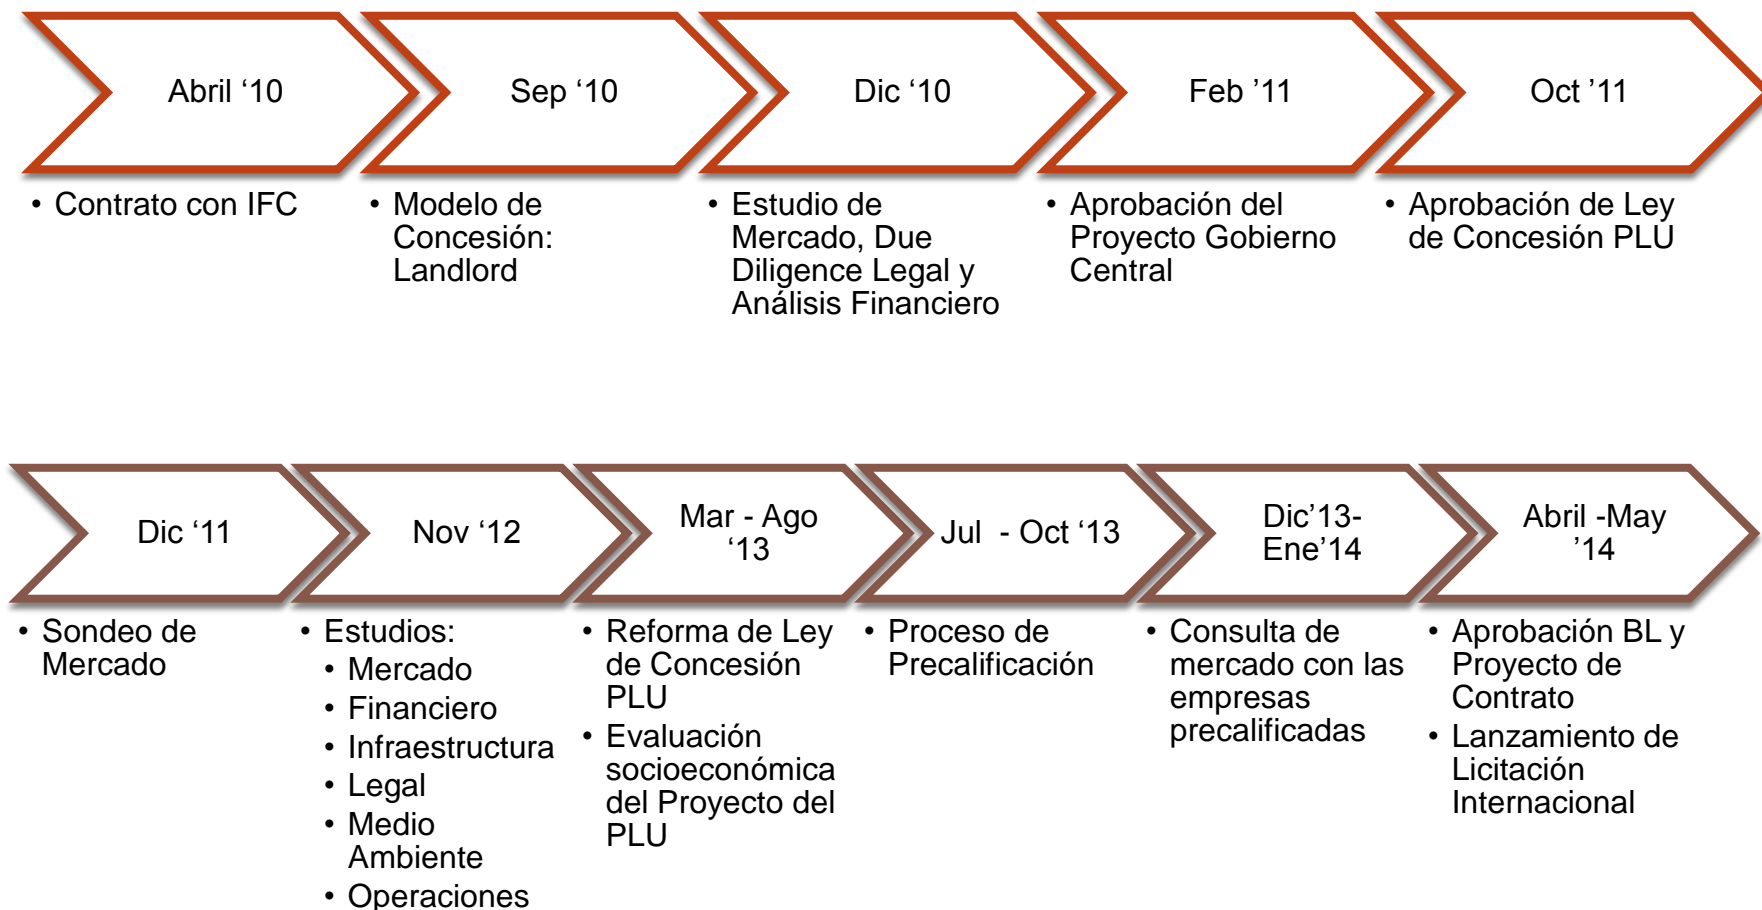 Abril ‘10
Sep ‘10
Dic ‘10
Feb ’11
Oct ’11
• Contrato con IFC
• Modelo de
Concesión:
Landlord
• Estudio de
Mercado, Due
Diligence Legal y
Análisis Financiero
• Aprobación del
Proyecto Gobierno
Central
• Aprobación de Ley
de Concesión PLU
Dic ‘11
Nov ‘12
Mar - Ago
‘13
Jul - Oct ‘13
Dic’13-
Ene’14
Abril -May
’14
• Sondeo de
Mercado
• Estudios:
• Mercado
• Financiero
• Infraestructura
• Legal
• Medio
Ambiente
• Operaciones
• Reforma de Ley
de Concesión
PLU
• Evaluación
socioeconómica
del Proyecto del
PLU
• Proceso de
Precalificación
• Consulta de
mercado con las
empresas
precalificadas
• Aprobación BL y
Proyecto de
Contrato
• Lanzamiento de
Licitación
Internacional